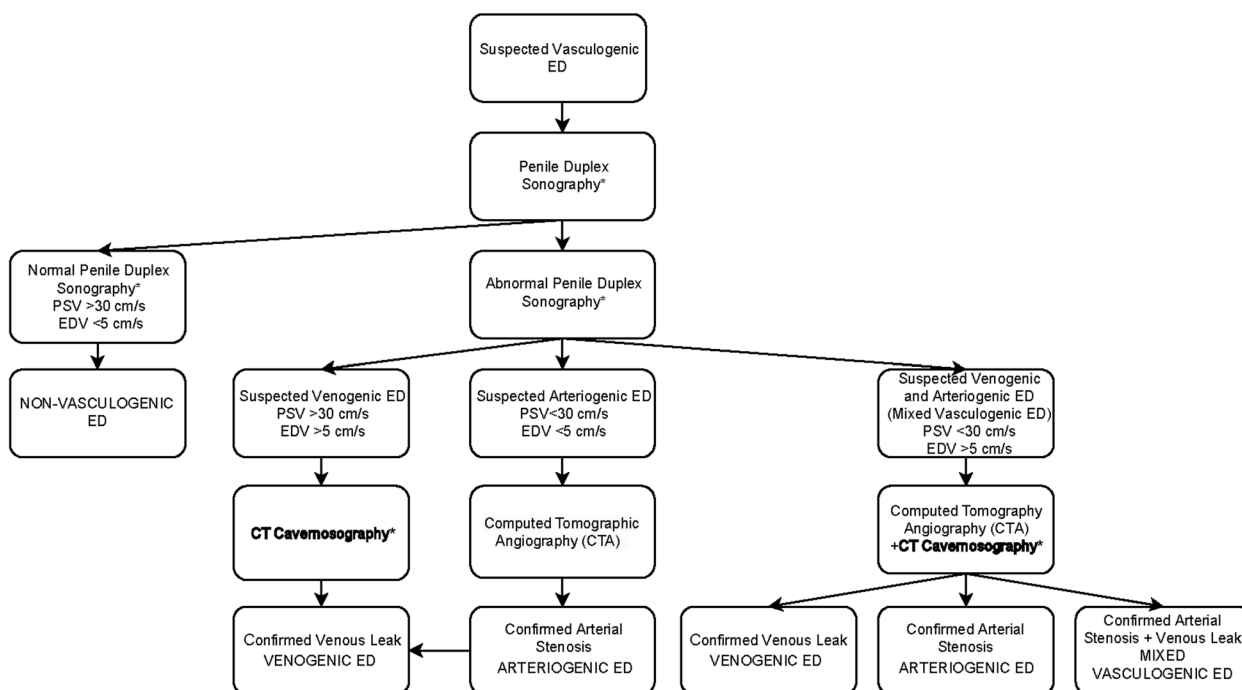 Suspected Vasculogenic
ED
Penile Duplex
Sonography*
Normal Penile Duplex
Sonography*
PSV >30 cm/s
EDV <5 cm/s
Abnormal Penile Duplex
Sonography*
NON-VASCULOGENIC
ED
Suspected Venogenic ED
PSV >30 cm/s
EDV >5 cm/s
Suspected Arteriogenic ED
PSV<30 cm/s
EDV <5 cm/s
Suspected Venogenic
and Arteriogenic ED
(Mixed Vasculogenic ED)
PSV <30 cm/s
EDV >5 cm/s
CT Cavernosography*
Computed Tomographic
Angiography (CTA)
Computed Tomography
Angiography (CTA)
+CT Cavernosography*
Confirmed Venous Leak
VENOGENIC ED
Confirmed Arterial
Stenosis
ARTERIOGENIC ED
Confirmed Venous Leak
VENOGENIC ED
Confirmed Arterial
Stenosis
ARTERIOGENIC ED
Confirmed Arterial
Stenosis + Venous Leak
MIXED
VASCULOGENIC ED